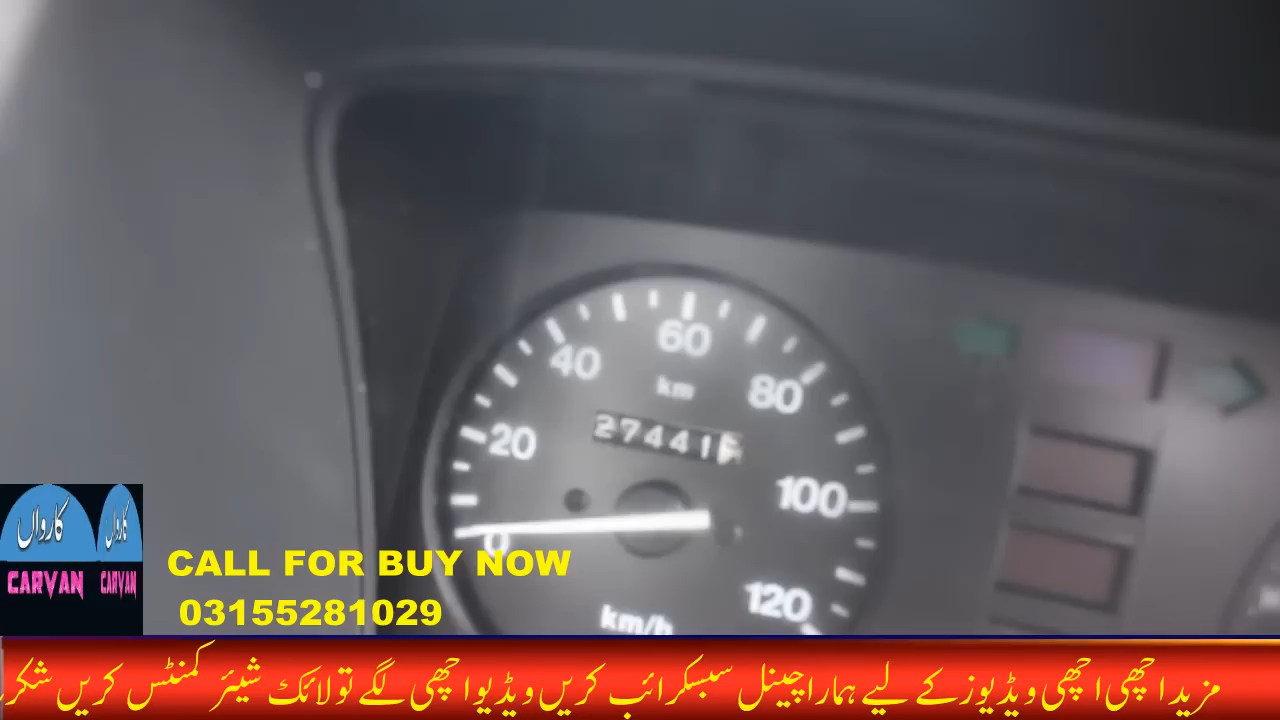 60
40
80
km
27441
20
100
0
120
km/h
کارواں
کارواں
CARVAN
CARVAN
CALL FOR BUY NOW
03155281029
مزید اچھی اچھی ویڈیوز کے لیے ہمارا چینل سبسکرائب کریں ویڈیو اچھی لگے تو لائک شیئر کمنٹس کریں شکر